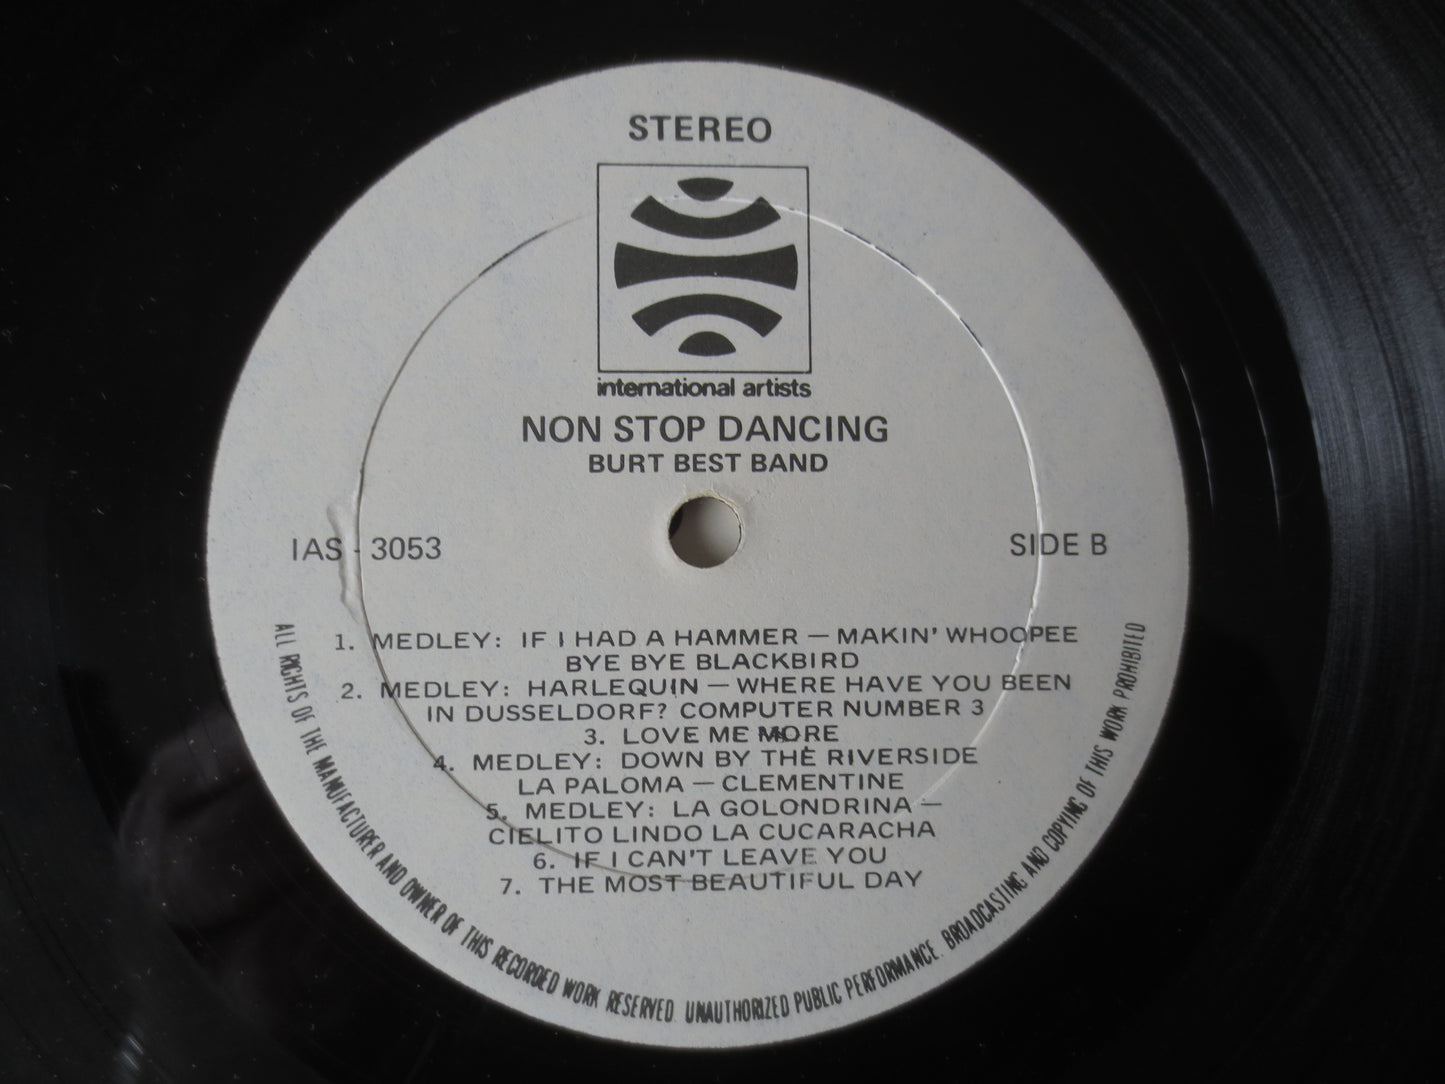 STEREO
international artists
NON STOP DANCING
BURT BEST BAND
IAS - 3053
SIDE B
1. MEDLEY: IF I HAD A HAMMER — MAKIN' WHOOPEE
BYE BYE BLACKBIRD
2. MEDLEY: HARLEQUIN — WHERE HAVE YOU BEEN
IN DUSSELDORF? COMPUTER NUMBER 3
3. LOVE ME MORE
4. MEDLEY: DOWN BY THE RIVERSIDE
LA PALOMA — CLEMENTINE
5. MEDLEY: LA GOLONDRINA —
CIELITO LINDO LA CUCARACHA
6. IF I CAN'T LEAVE YOU
7. THE MOST BEAUTIFUL DAY
ALL RIGHTS OF THE MANUFACTURER AND OWNER OF THIS RECORDED WORK RESERVED. UNAUTHORIZED PUBLIC PERFORMANCE. BROADCASTING AND COPYING OF THIS WORK PROHIBITED